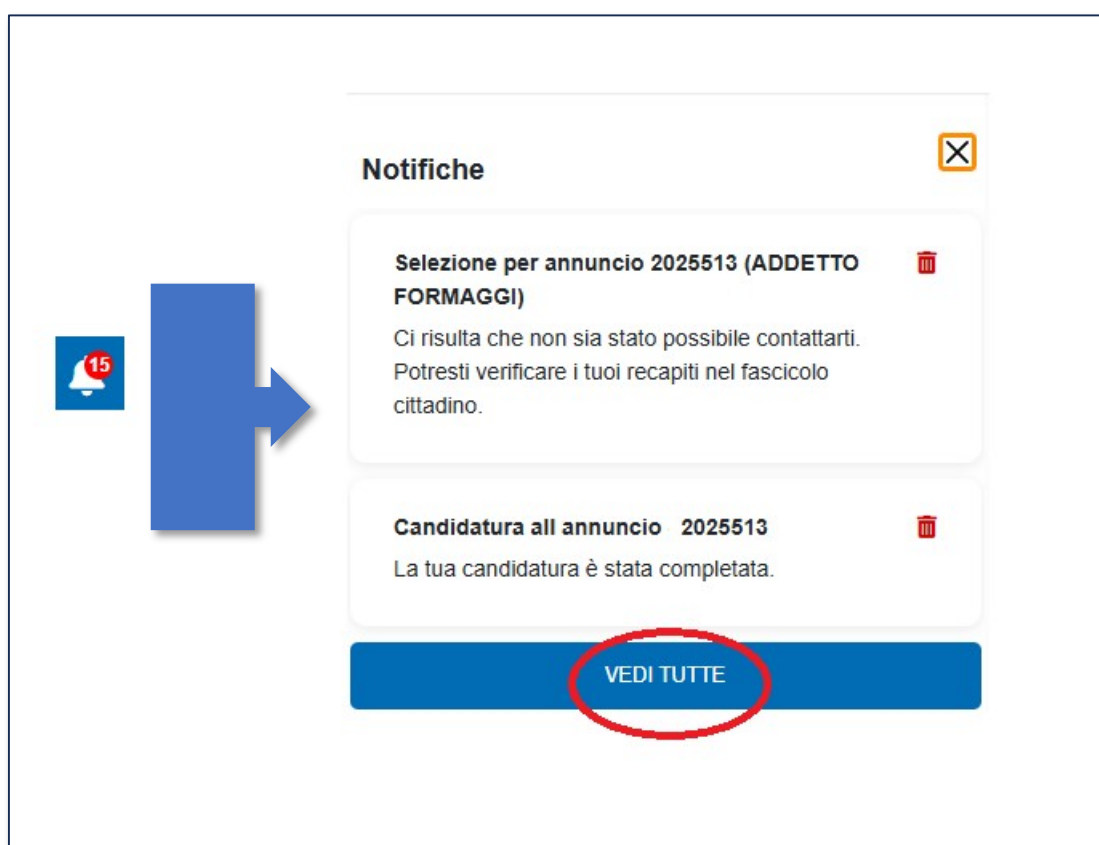 Notifiche
Selezione per annuncio 2025513 (ADDETTO
FORMAGGI)
Ci risulta che non sia stato possibile contattarti.
Potresti verificare i tuoi recapiti nel fascicolo
cittadino.
15
Candidatura all annuncio 2025513
La tua candidatura è stata completata.
VEDI TUTTE